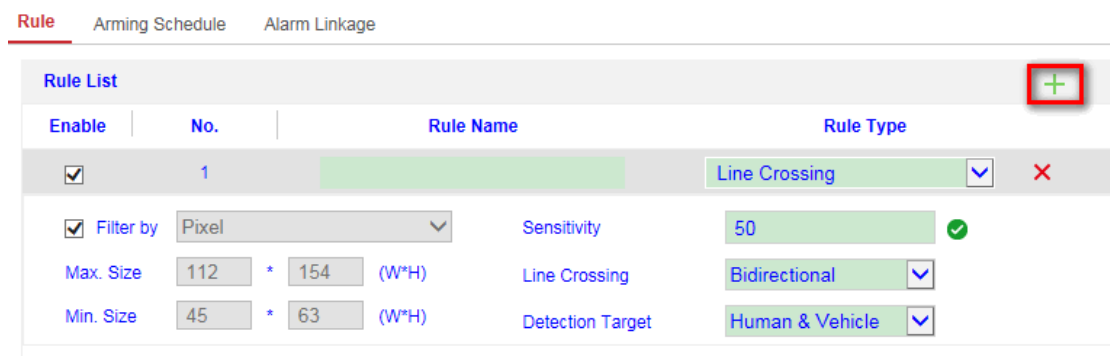 Rule Arming Schedule Alarm Linkage
Rule List
Enable No. Rule Name Rule Type
1 Line Crossing
Filter by Pixel Sensitivity 50
Max. Size 112 * 154 (W*H) Line Crossing Bidirectional
Min. Size 45 * 63 (W*H) Detection Target Human & Vehicle